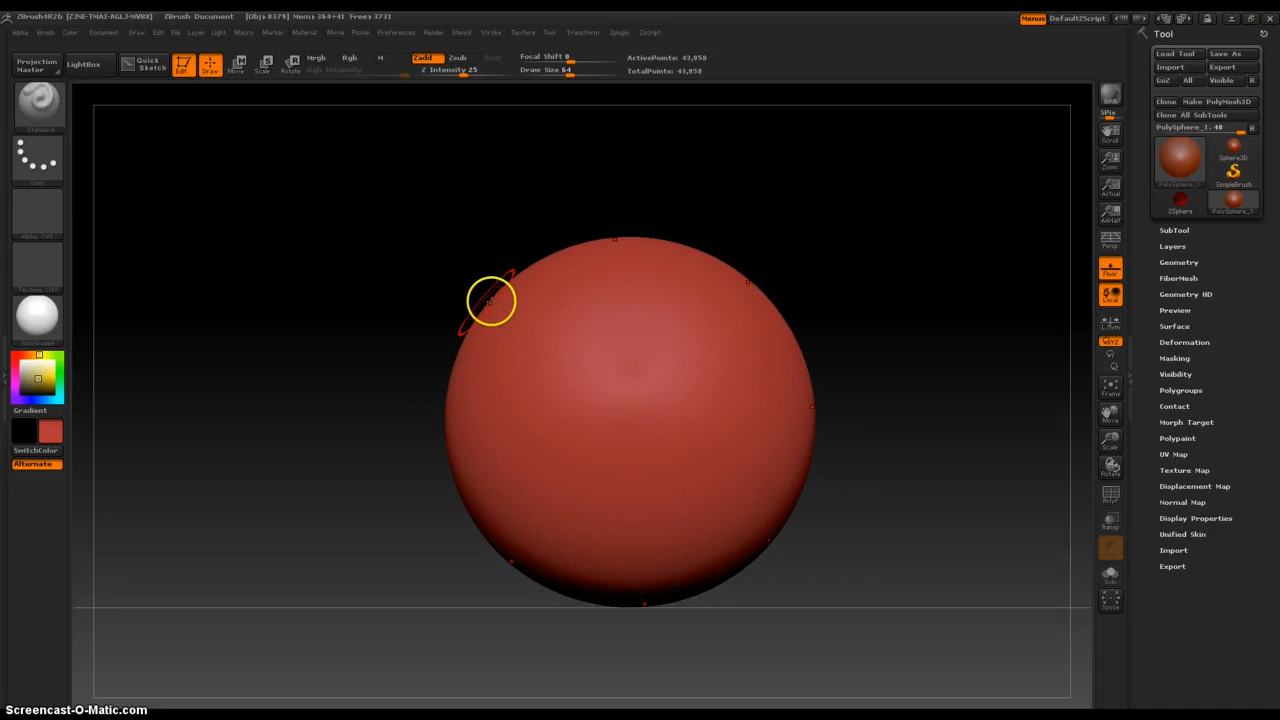 ZBrush4R2b [ZJNE-TMAI-AGLJ-NVBX] ZBrush Document [Obj> 8379] Mem> 364+41 Free> 3731
Menus DefaultZScript
Alpha Brush Color Document Draw Edit File Layer Light Macro Marker Material Movie Picker Preferences Render Stencil Stroke Texture Tool Transform Zplugin Zscript
Tool
Projection Master
LightBox
Quick Sketch
Edit
Draw
Move
Scale
Rotate
Mrgb Rgb M
Rgb Intensity
Zadd Zsub Zcut
Z Intensity 25
Focal Shift 0
Draw Size 64
ActivePoints: 43,958
TotalPoints: 43,958
Load Tool Save As
Import Export
GoZ All Visible R
Clone Make PolyMesh3D
Clone All SubTools
PolySphere_1. 48 R
PolySphere_1
Sphere3D
SimpleBrush
ZSphere
PolySphere_1
SubTool
Layers
Geometry
FiberMesh
Geometry HD
Preview
Surface
Deformation
Masking
Visibility
Polygroups
Contact
Morph Target
Polypaint
UV Map
Texture Map
Displacement Map
Normal Map
Display Properties
Unified Skin
Import
Export
Standard
Dots
Alpha Off
Texture Off
Gradient
SwitchColor
Alternate
BPR
SPix
Scroll
Zoom
Actual
AAHalf
Persp
Floor
Local
L.Sym
XYZ
Frame
Move
Scale
Rotate
PolyF
Transp
Solo
Xpose
Screencast-O-Matic.com